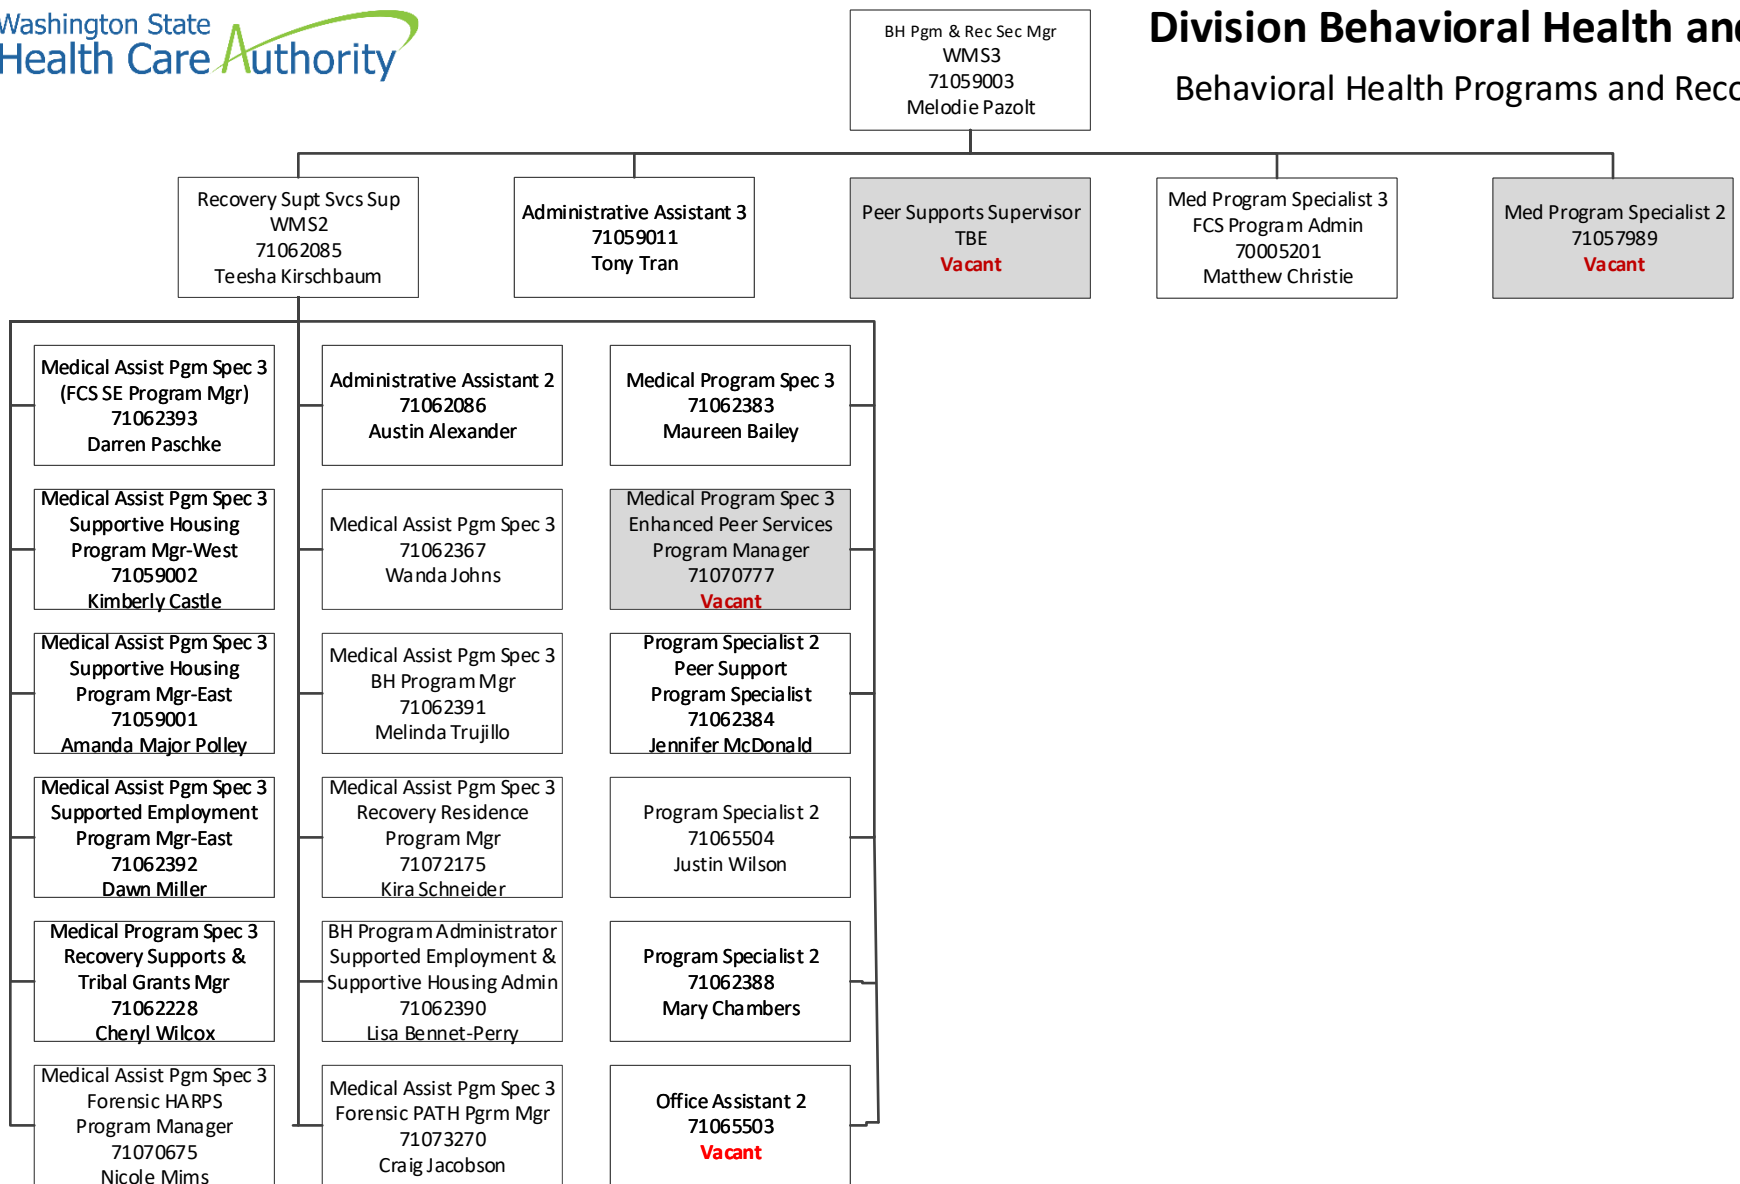 Washington State
Health Care Authority
BH Pgm & Rec Sec Mgr
WMS3
71059003
Melodie Pazolt
Division Behavioral Health and
Behavioral Health Programs and Reco
Recovery Supt Svcs Sup
WMS2
71062085
Teesha Kirschbaum
Administrative Assistant 3
71059011
Tony Tran
Peer Supports Supervisor
TBE
Vacant
Med Program Specialist 3
FCS Program Admin
70005201
Matthew Christie
Med Program Specialist 2
71057989
Vacant
Medical Assist Pgm Spec 3
(FCS SE Program Mgr)
71062393
Darren Paschke
Administrative Assistant 2
71062086
Austin Alexander
Medical Program Spec 3
71062383
Maureen Bailey
Medical Assist Pgm Spec 3
Supportive Housing
Program Mgr-West
71059002
Kimberly Castle
Medical Assist Pgm Spec 3
71062367
Wanda Johns
Medical Program Spec 3
Enhanced Peer Services
Program Manager
71070777
Vacant
Medical Assist Pgm Spec 3
Supportive Housing
Program Mgr-East
71059001
Amanda Major Polley
Medical Assist Pgm Spec 3
BH Program Mgr
71062391
Melinda Trujillo
Program Specialist 2
Peer Support
Program Specialist
71062384
Jennifer McDonald
Medical Assist Pgm Spec 3
Supported Employment
Program Mgr-East
71062392
Dawn Miller
Medical Assist Pgm Spec 3
Recovery Residence
Program Mgr
71072175
Kira Schneider
Program Specialist 2
71065504
Justin Wilson
Medical Program Spec 3
Recovery Supports &
Tribal Grants Mgr
71062228
Cheryl Wilcox
BH Program Administrator
Supported Employment &
Supportive Housing Admin
71062390
Lisa Bennet-Perry
Program Specialist 2
71062388
Mary Chambers
Medical Assist Pgm Spec 3
Forensic HARPS
Program Manager
71070675
Nicole Mims
Medical Assist Pgm Spec 3
Forensic PATH Pgrm Mgr
71073270
Craig Jacobson
Office Assistant 2
71065503
Vacant